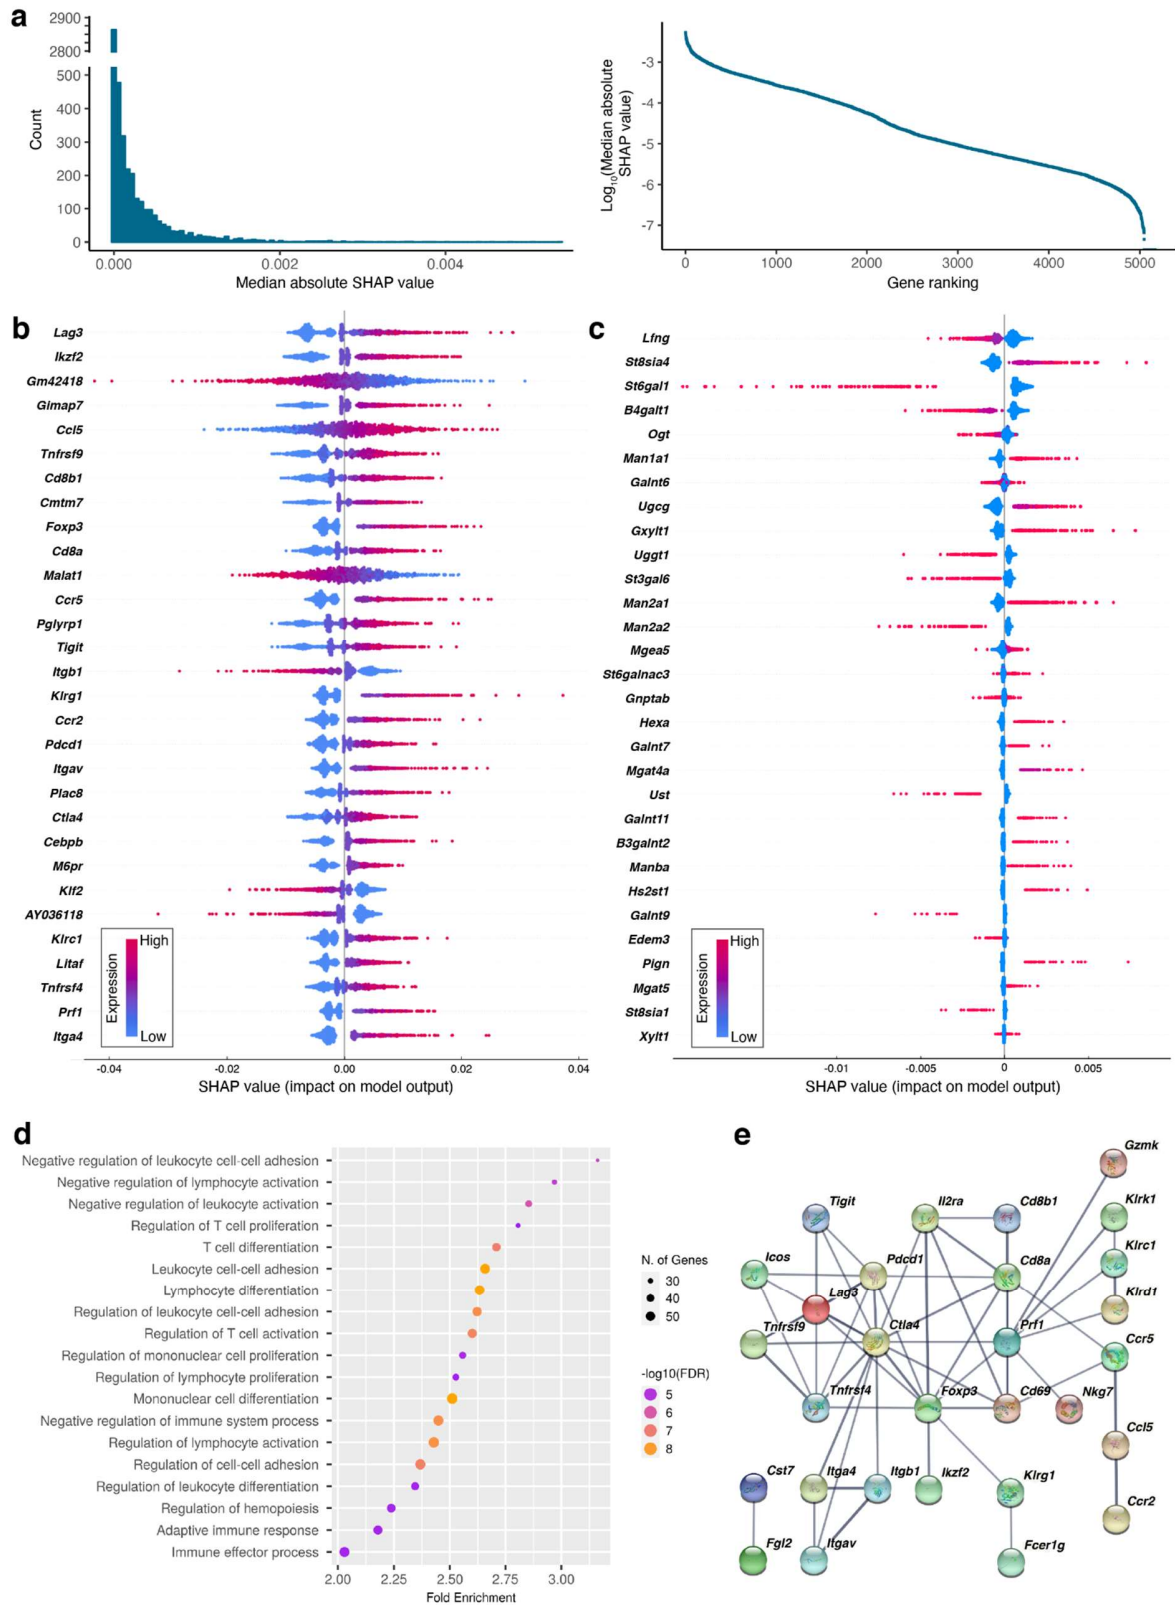 a
2900
2800
500
400
300
200
100
0
Count
0.000
0.002
0.004
Median absolute SHAP value
-3
-4
-5
-6
-7
Log10(Median absolute
SHAP value)
0
1000
2000
3000
4000
5000
Gene ranking
b
Lag3
Ikzf2
Gm42418
Gimap7
Ccl5
Tnfrsf9
Cd8b1
Cmtm7
Foxp3
Cd8a
Malat1
Ccr5
Pglyrp1
Tigit
Itgb1
Klrg1
Ccr2
Pdcd1
Itgav
Plac8
Ctla4
Cebpb
M6pr
Klf2
AY036118
Klrc1
Litaf
Tnfrsf4
Prf1
Itga4
Expression
High
Low
-0.04
-0.02
0.00
0.02
0.04
SHAP value (impact on model output)
c
Lfng
St8sia4
St6gal1
B4galt1
Ogt
Man1a1
Galnt6
Ugcg
Gxylt1
Uggt1
St3gal6
Man2a1
Man2a2
Mgea5
St6galnac3
Gnptab
Hexa
Galnt7
Mgat4a
Ust
Galnt11
B3galnt2
Manba
Hs2st1
Galnt9
Edem3
Pign
Mgat5
St8sia1
Xylt1
Expression
High
Low
-0.01
-0.005
0
0.005
SHAP value (impact on model output)
d
Negative regulation of leukocyte cell-cell adhesion
Negative regulation of lymphocyte activation
Negative regulation of leukocyte activation
Regulation of T cell proliferation
T cell differentiation
Leukocyte cell-cell adhesion
Lymphocyte differentiation
Regulation of leukocyte cell-cell adhesion
Regulation of T cell activation
Regulation of mononuclear cell proliferation
Regulation of lymphocyte proliferation
Mononuclear cell differentiation
Negative regulation of immune system process
Regulation of lymphocyte activation
Regulation of cell-cell adhesion
Regulation of leukocyte differentiation
Regulation of hemopoiesis
Adaptive immune response
Immune effector process
2.00
2.25
2.50
2.75
3.00
Fold Enrichment
N. of Genes
30
40
50
-log10(FDR)
5
6
7
8
e
Gzmk
Tigit
Il2ra
Cd8b1
Klrk1
Icos
Pdcd1
Cd8a
Klrc1
Lag3
Klrd1
Tnfrsf9
Ctla4
Prf1
Ccr5
Tnfrsf4
Foxp3
Cd69
Nkg7
Ccl5
Cst7
Itga4
Itgb1
Ikzf2
Klrg1
Ccr2
Fgl2
Itgav
Fcer1g